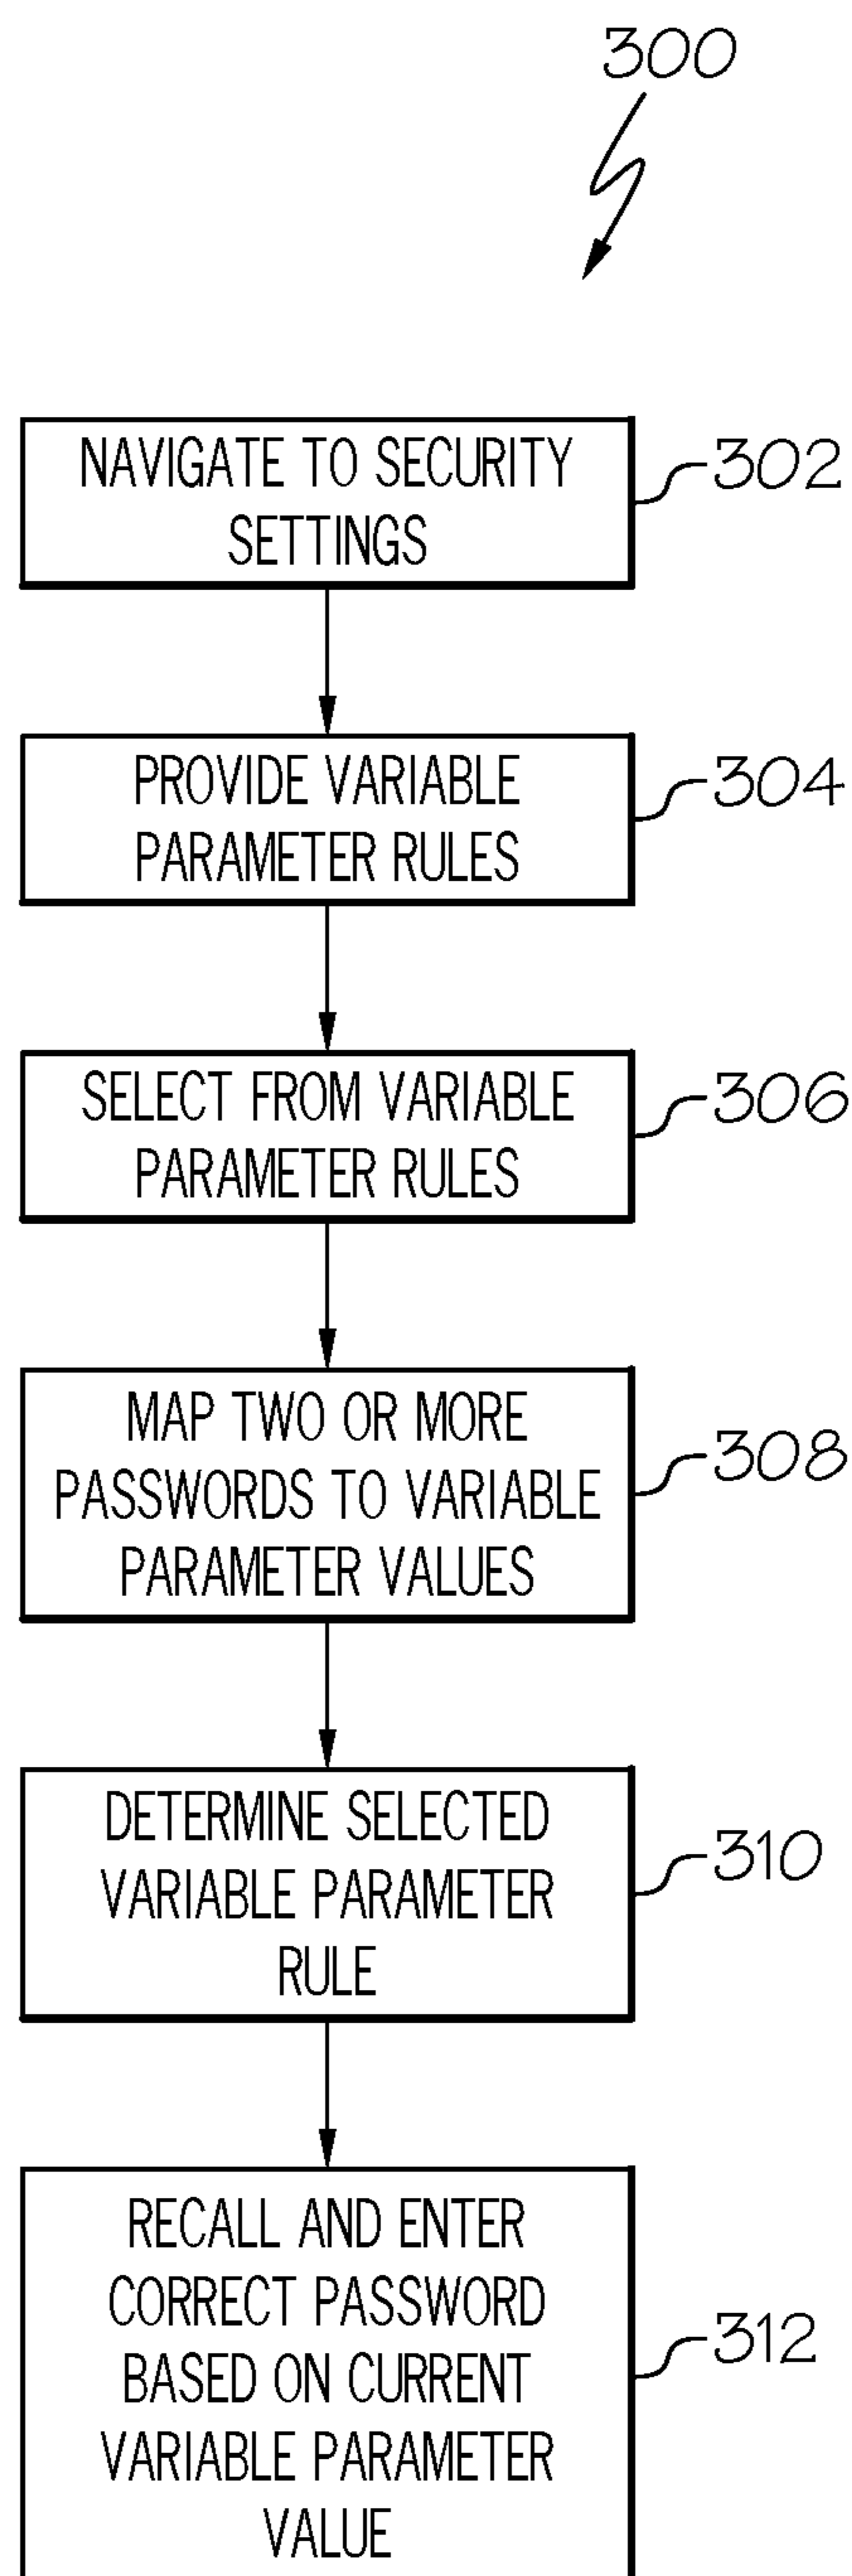 300
NAVIGATE TO SECURITY
SETTINGS
302
PROVIDE VARIABLE
PARAMETER RULES
304
SELECT FROM VARIABLE
PARAMETER RULES
306
MAP TWO OR MORE
PASSWORDS TO VARIABLE
PARAMETER VALUES
308
DETERMINE SELECTED
VARIABLE PARAMETER
RULE
310
RECALL AND ENTER
CORRECT PASSWORD
BASED ON CURRENT
VARIABLE PARAMETER
VALUE
312